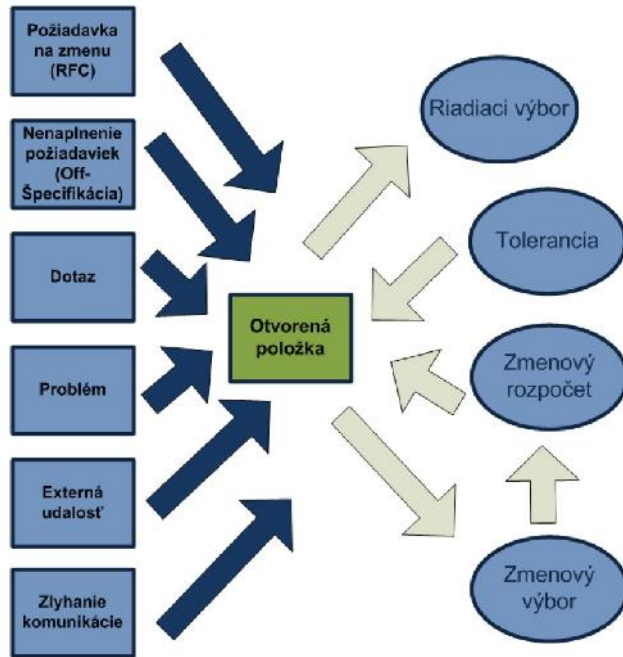 Požiadavka
na zmenu
(RFC)
Nenaplnenie
požiadaviek
(Off-
Špecifikácia)
Dotaz
Problém
Externá
udalosť
Zlyhanie
komunikácie
Otvorená
položka
Riadiaci výbor
Tolerancia
Zmenový
rozpočet
Zmenový
výbor